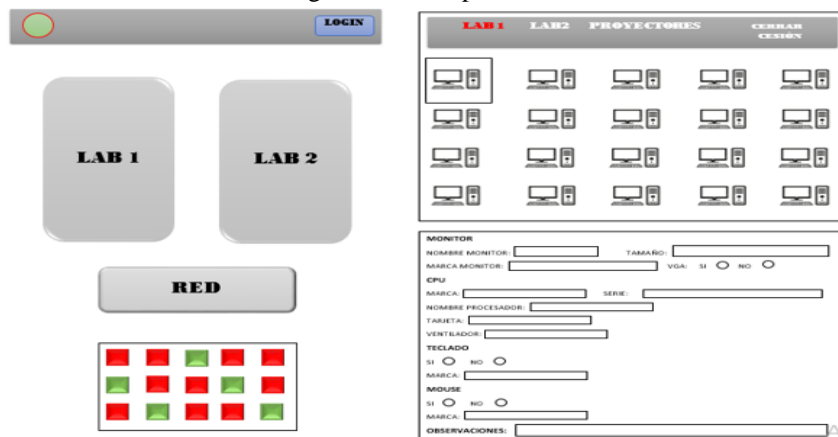 LOGIN
LAB 1
LAB 2
RED
LAB 1 LAB2 PROYECTORES CERRAR
CESIÓN
MONITOR
NOMBRE MONITOR: TAMAÑO:
MARCA MONITOR: VGA: SI NO
CPU
MARCA: SERIE:
NOMBRE PROCESADOR:
TARJETA:
VENTILADOR:
TECLADO
SI NO
MARCA:
MOUSE
SI NO
MARCA:
OBSERVACIONES: